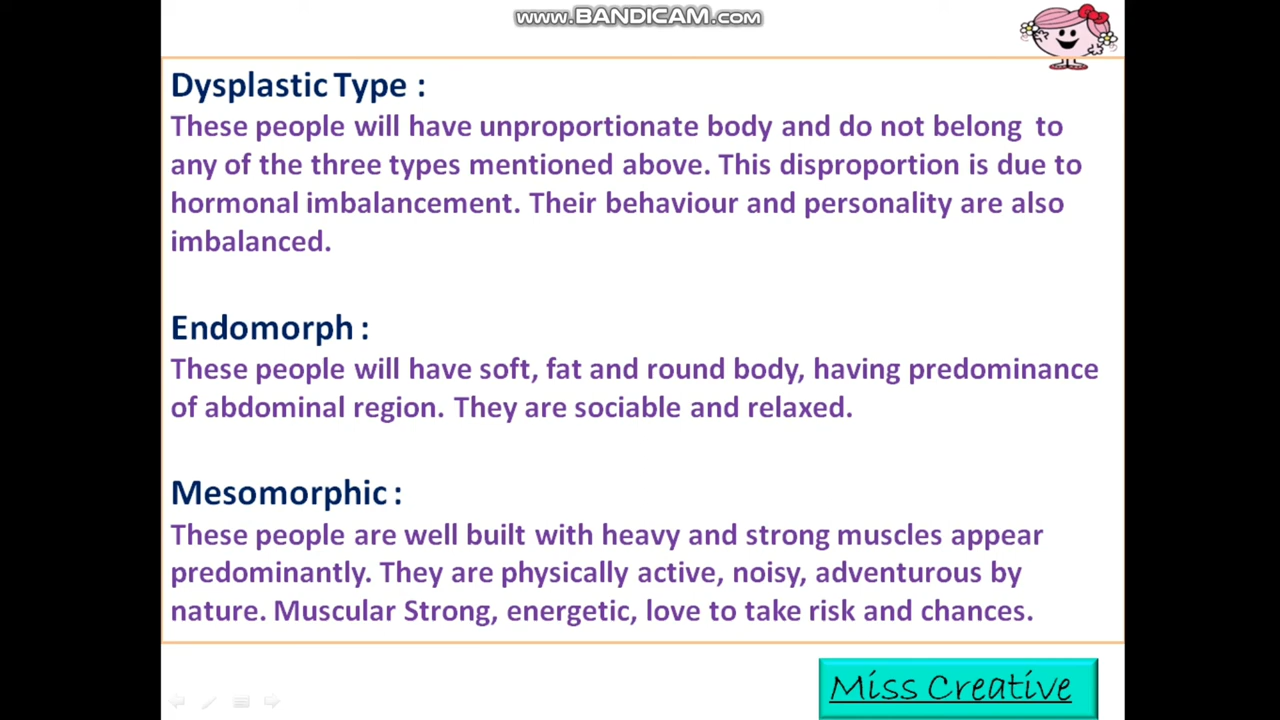 www.BANDICAM.com
Dysplastic Type :
These people will have unproportionate body and do not belong to
any of the three types mentioned above. This disproportion is due to
hormonal imbalancement. Their behaviour and personality are also
imbalanced.
Endomorph :
These people will have soft, fat and round body, having predominance
of abdominal region. They are sociable and relaxed.
Mesomorphic :
These people are well built with heavy and strong muscles appear
predominantly. They are physically active, noisy, adventurous by
nature. Muscular Strong, energetic, love to take risk and chances.
Miss Creative